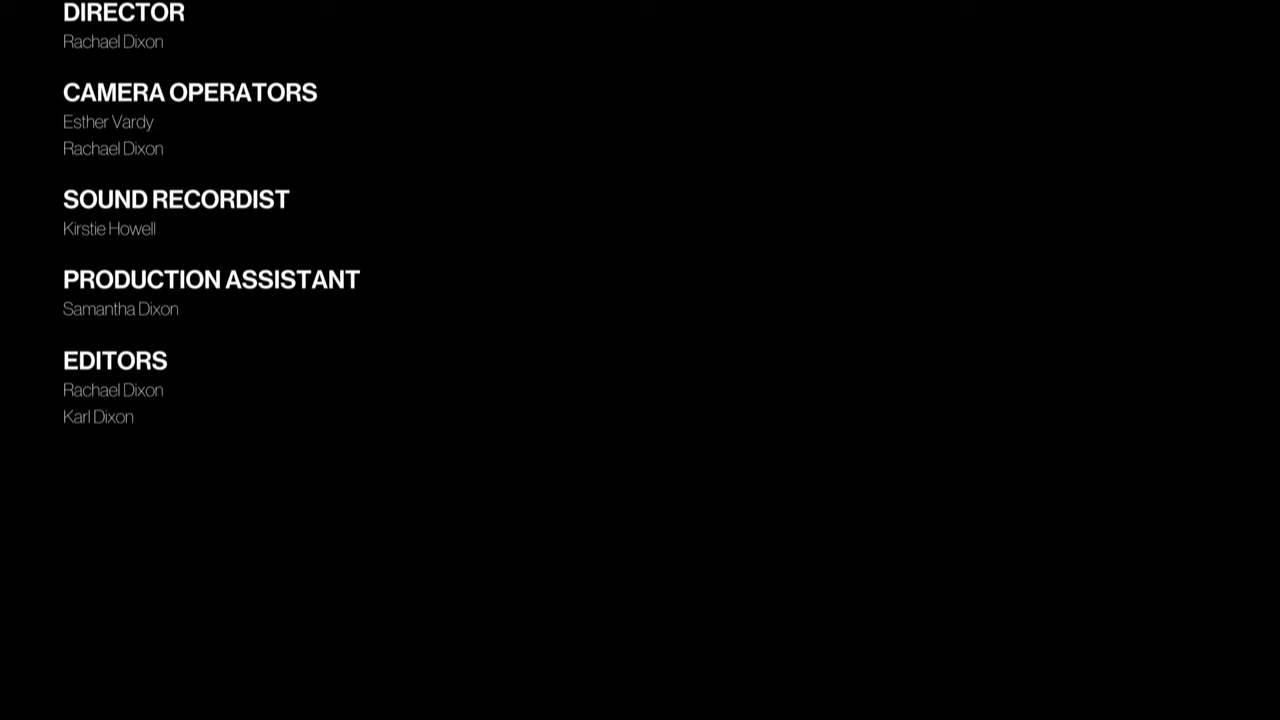 DIRECTOR
Rachael Dixon
CAMERA OPERATORS
Esther Vardy
Rachael Dixon
SOUND RECORDIST
Kirstie Howell
PRODUCTION ASSISTANT
Samantha Dixon
EDITORS
Rachael Dixon
Karl Dixon